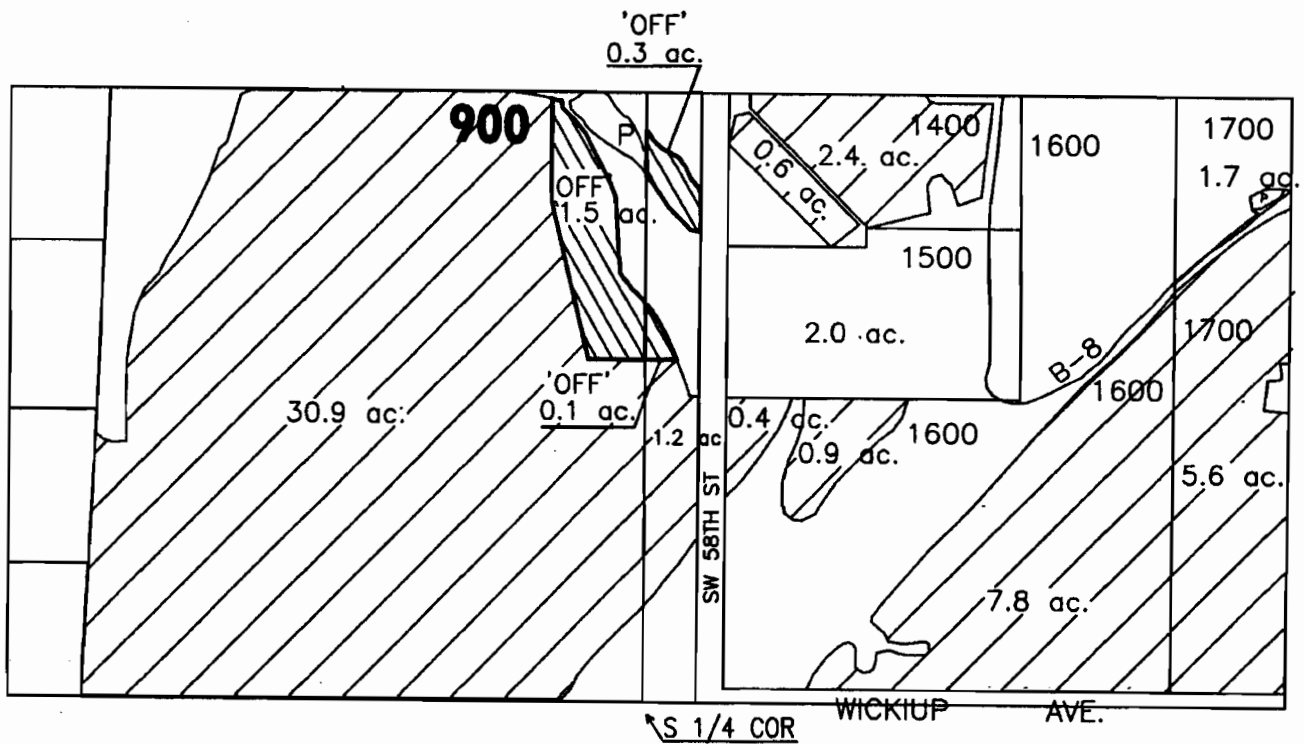 'OFF'
0.3 ac.
900
P
1400
2.4 ac.
0.6 ac.
1600
1700
1.7 ac.
'OFF'
1.5 ac.
1500
2.0 ac.
B-8
1700
1600
'OFF'
0.1 ac.
30.9 ac.
1.2 ac
0.4 ac.
0.9 ac.
1600
5.6 ac.
SW 58TH ST
7.8 ac.
WICKIUP AVE.
S 1/4 COR